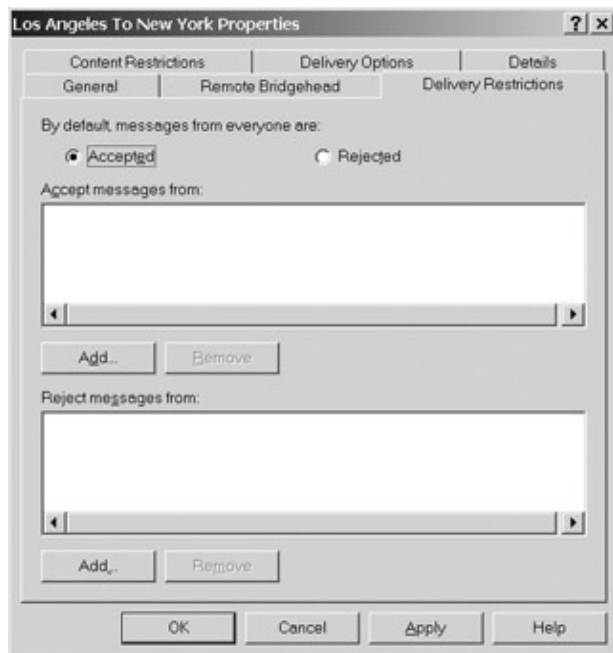 Los Angeles To New York Properties
Content Restrictions Delivery Options Details
General Remote Bridgehead Delivery Restrictions
By default, messages from everyone are:
Accepted Rejected
Accept messages from:
Add... Remove
Reject messages from:
Add... Remove
OK Cancel Apply Help